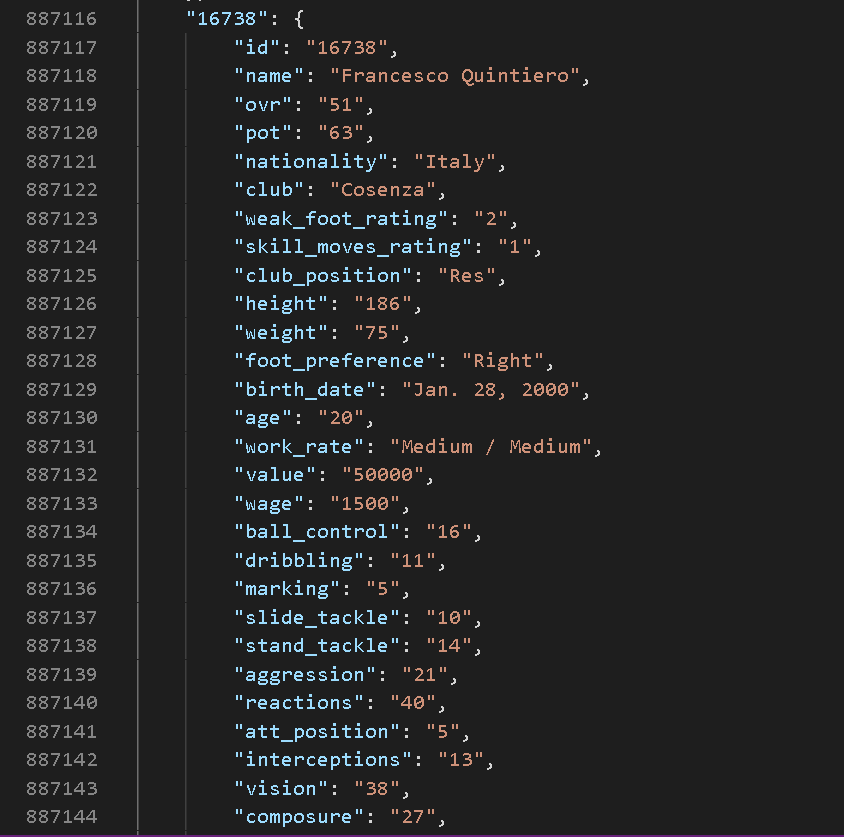 887116 "16738": {
887117 "id": "16738",
887118 "name": "Francesco Quintiero",
887119 "ovr": "51",
887120 "pot": "63",
887121 "nationality": "Italy",
887122 "club": "Cosenza",
887123 "weak_foot_rating": "2",
887124 "skill_moves_rating": "1",
887125 "club_position": "Res",
887126 "height": "186",
887127 "weight": "75",
887128 "foot_preference": "Right",
887129 "birth_date": "Jan. 28, 2000",
887130 "age": "20",
887131 "work_rate": "Medium / Medium",
887132 "value": "50000",
887133 "wage": "1500",
887134 "ball_control": "16",
887135 "dribbling": "11",
887136 "marking": "5",
887137 "slide_tackle": "10",
887138 "stand_tackle": "14",
887139 "aggression": "21",
887140 "reactions": "40",
887141 "att_position": "5",
887142 "interceptions": "13",
887143 "vision": "38",
887144 "composure": "27",